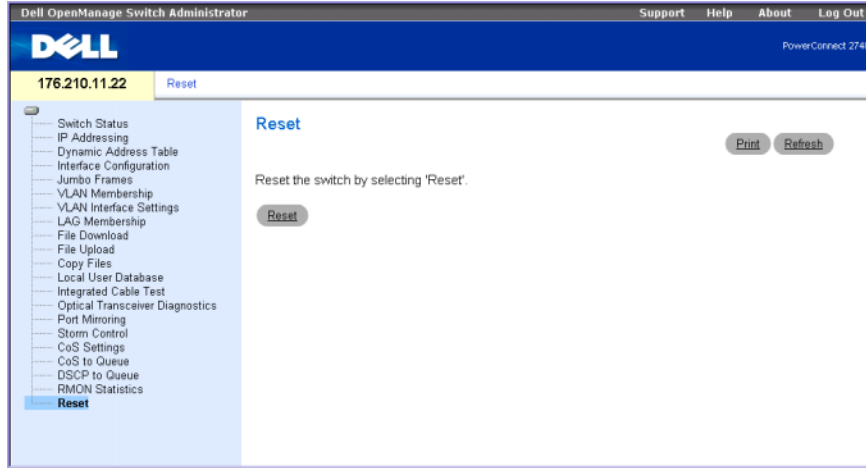 Dell OpenManage Switch Administrator
Support Help About Log Out
DELL
176.210.11.22
Reset
Switch Status
IP Addressing
Dynamic Address Table
Interface Configuration
Jumbo Frames
VLAN Membership
VLAN Interface Settings
LAG Membership
File Download
File Upload
Copy Files
Local User Database
Integrated Cable Test
Optical Transceiver Diagnostics
Port Mirroring
Storm Control
CoS Settings
CoS to Queue
DSCP to Queue
RMON Statistics
Reset
Reset
Print Refresh
Reset the switch by selecting 'Reset'.
Reset
PowerConnect